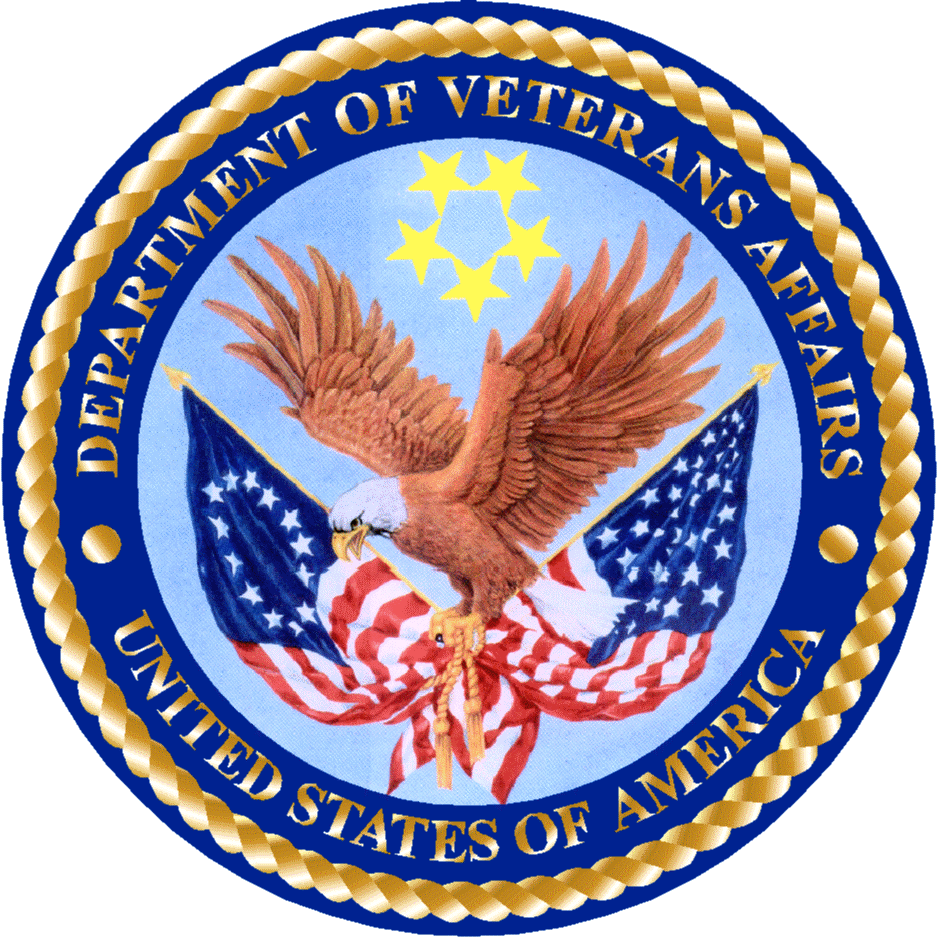 DEPARTMENT OF VETERANS AFFAIRS
UNITED STATES OF AMERICA